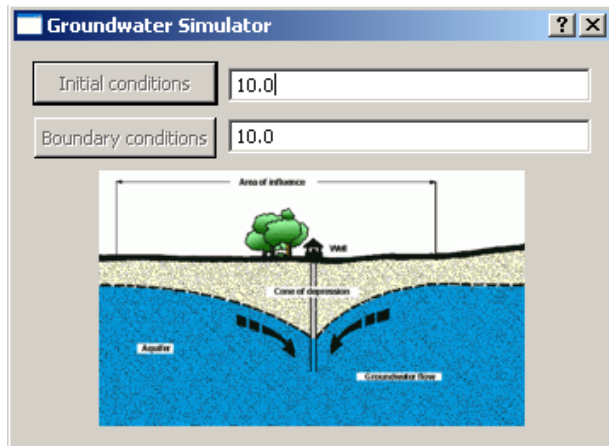 Groundwater Simulator
Initial conditions 10.0
Boundary conditions 10.0
Area of influence
Well
Cone of depression
Aquifer
Groundwater flow